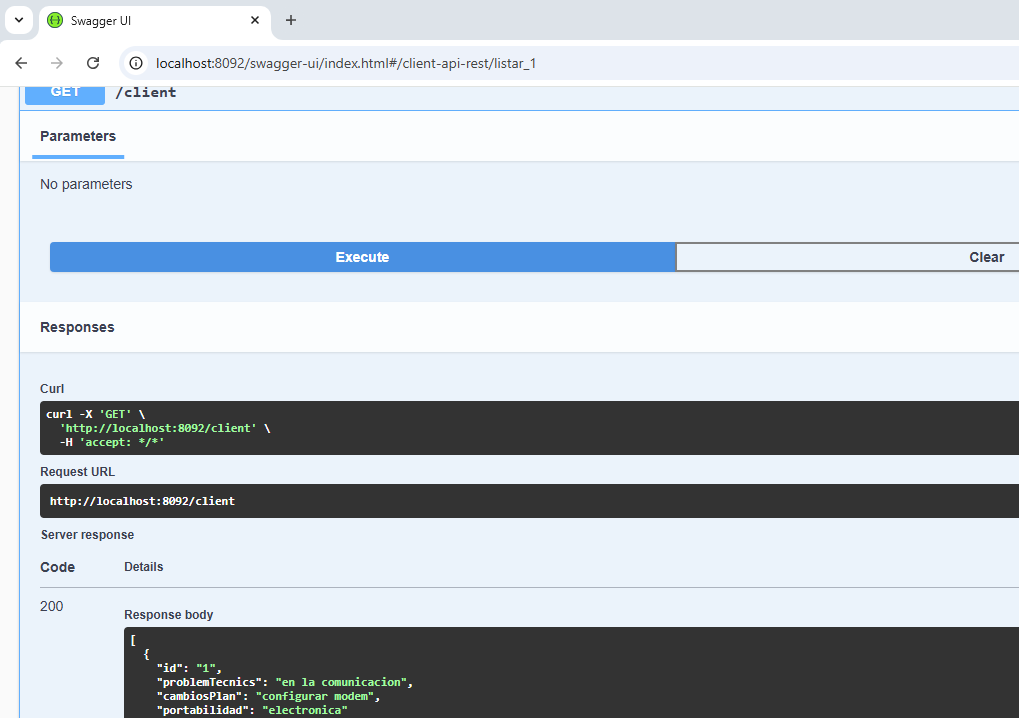 Swagger UI
localhost:8092/swagger-ui/index.html#/client-api-rest/listar_1
GET /client
Parameters
No parameters
Execute Clear
Responses
Curl
curl -X 'GET' \
'http://localhost:8092/client' \
-H 'accept: */*'
Request URL
http://localhost:8092/client
Server response
Code Details
200
Response body
[
{
"id": "1",
"problemTecnics": "en la comunicacion",
"cambiosPlan": "configurar modem",
"portabilidad": "electronica"